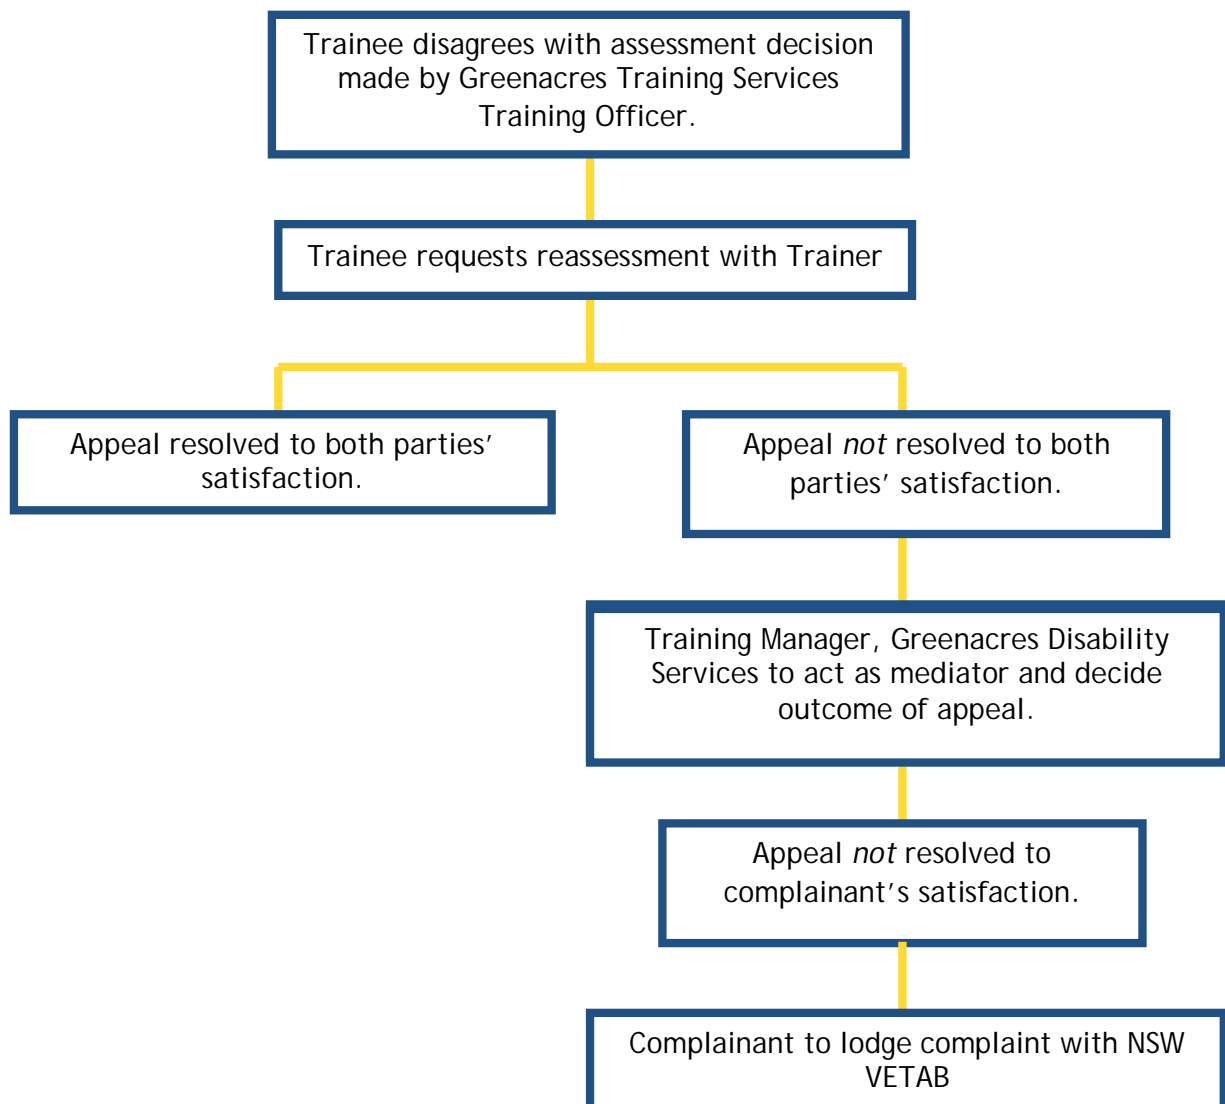 Trainee disagrees with assessment decision
made by Greenacres Training Services
Training Officer.
Trainee requests reassessment with Trainer
Appeal resolved to both parties’
satisfaction.
Appeal not resolved to both
parties’ satisfaction.
Training Manager, Greenacres Disability
Services to act as mediator and decide
outcome of appeal.
Appeal not resolved to
complainant’s satisfaction.
Complainant to lodge complaint with NSW
VETAB